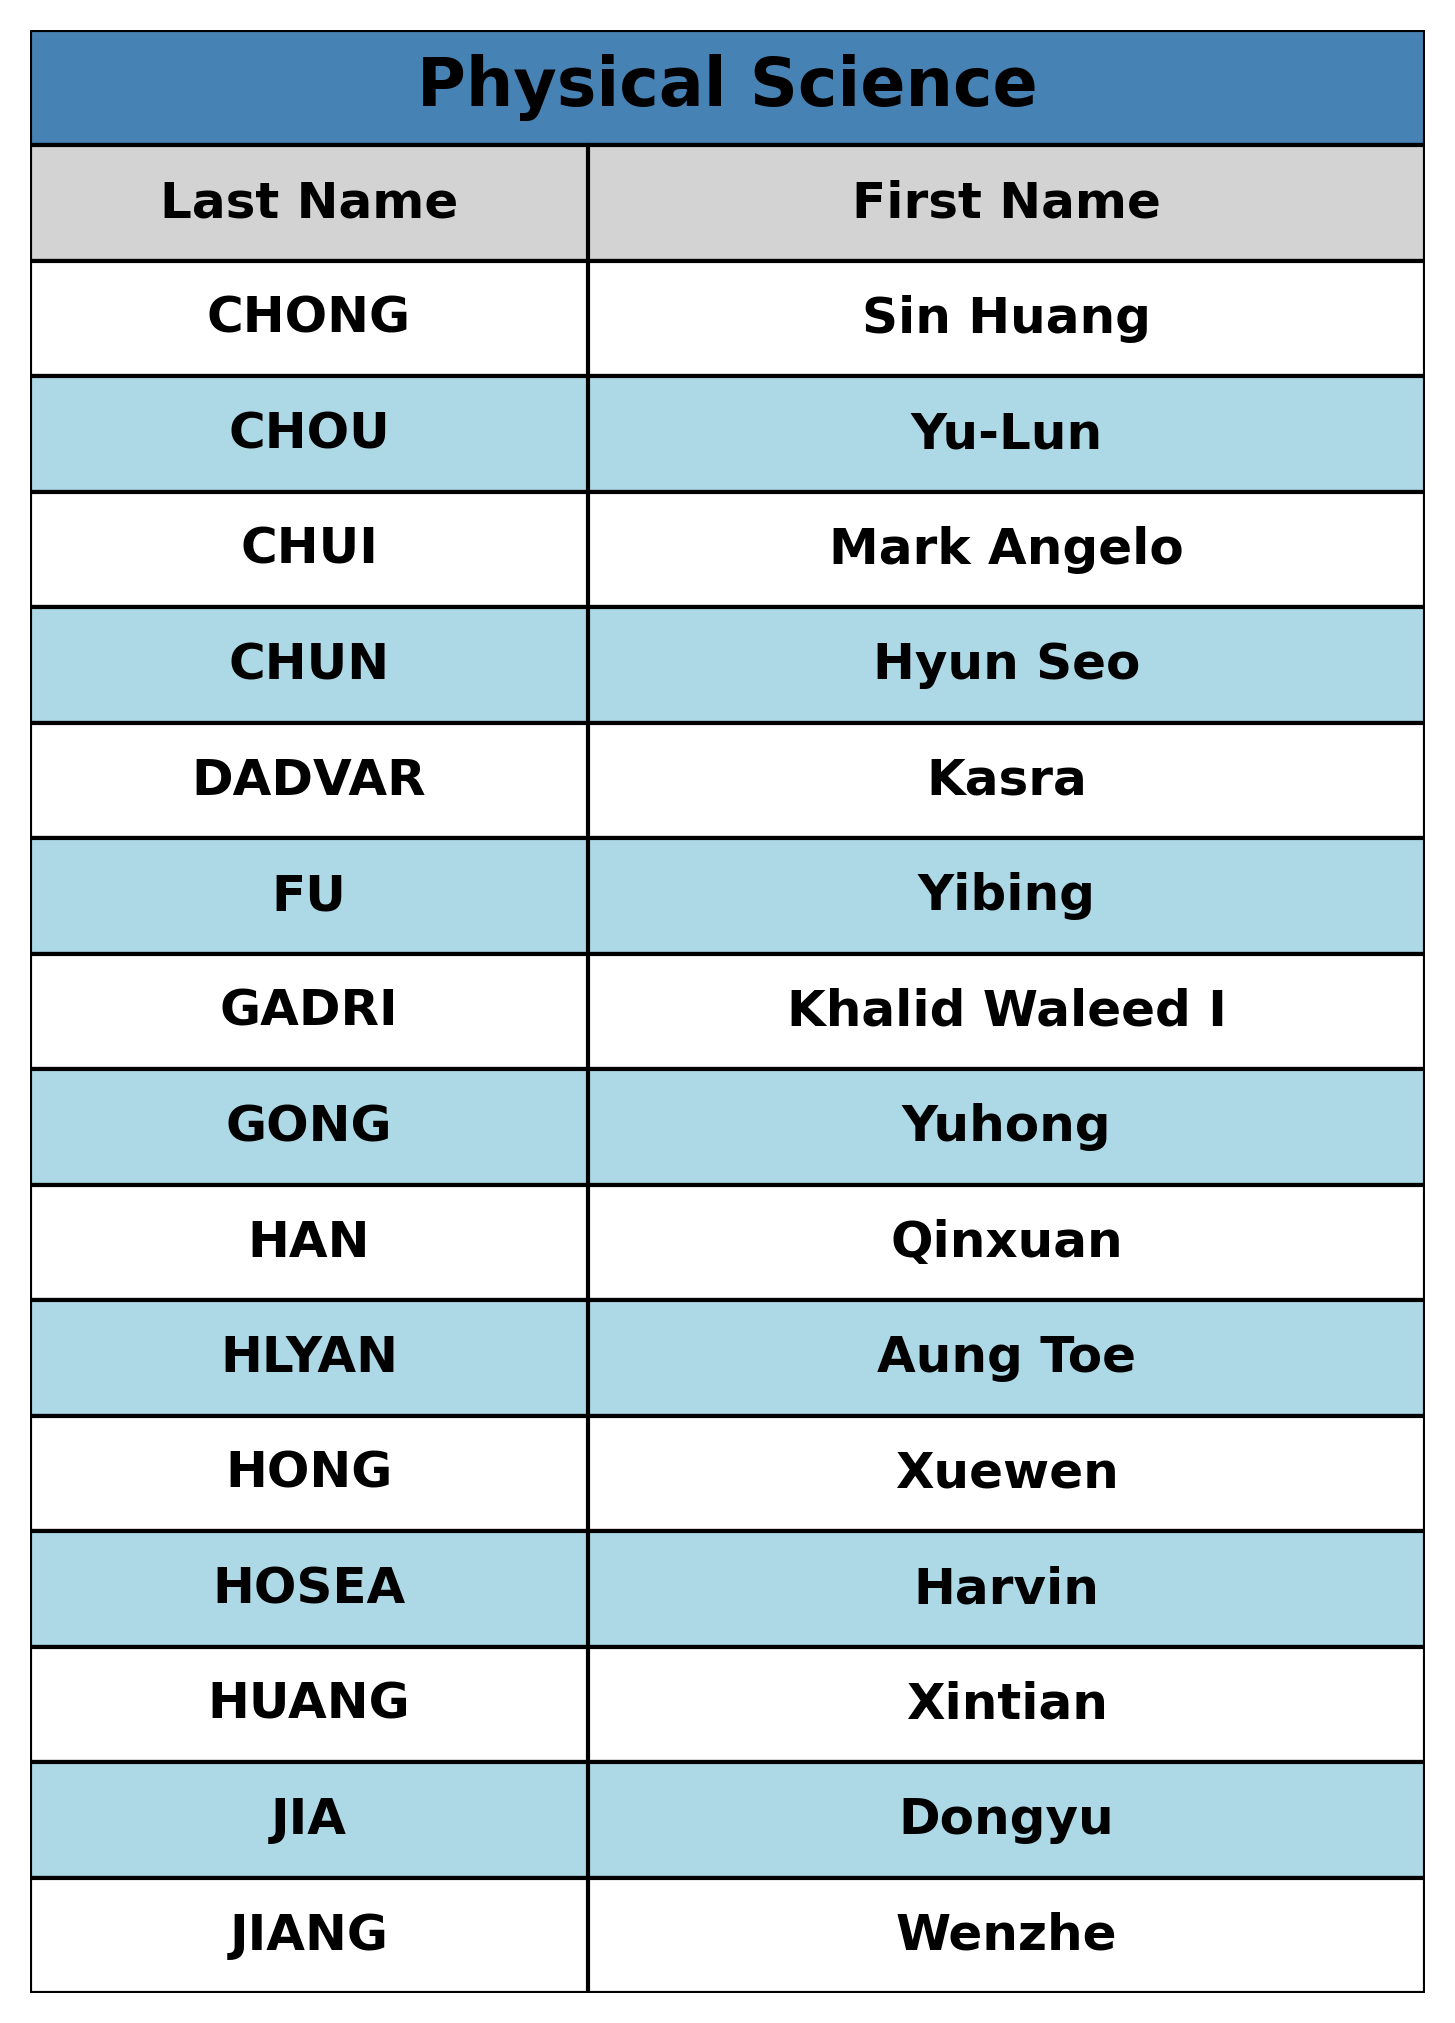 Physical Science
Last Name First Name
CHONG Sin Huang
CHOU Yu-Lun
CHUI Mark Angelo
CHUN Hyun Seo
DADVAR Kasra
FU Yibing
GADRI Khalid Waleed I
GONG Yuhong
HAN Qinxuan
HLYAN Aung Toe
HONG Xuewen
HOSEA Harvin
HUANG Xintian
JIA Dongyu
JIANG Wenzhe